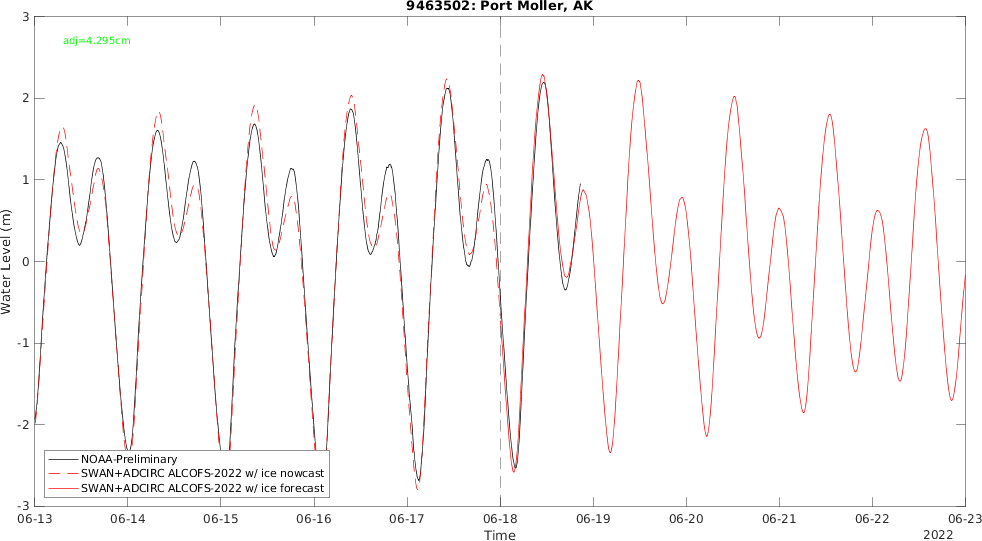 9463502: Port Moller, AK
adj=4.295cm
Water Level (m)
3
2
1
0
-1
-2
-3
NOAA-Preliminary
SWAN+ADCIRC ALCOFS-2022 w/ ice nowcast
SWAN+ADCIRC ALCOFS-2022 w/ ice forecast
06-13 06-14 06-15 06-16 06-17 06-18 06-19 06-20 06-21 06-22 06-23
Time
2022